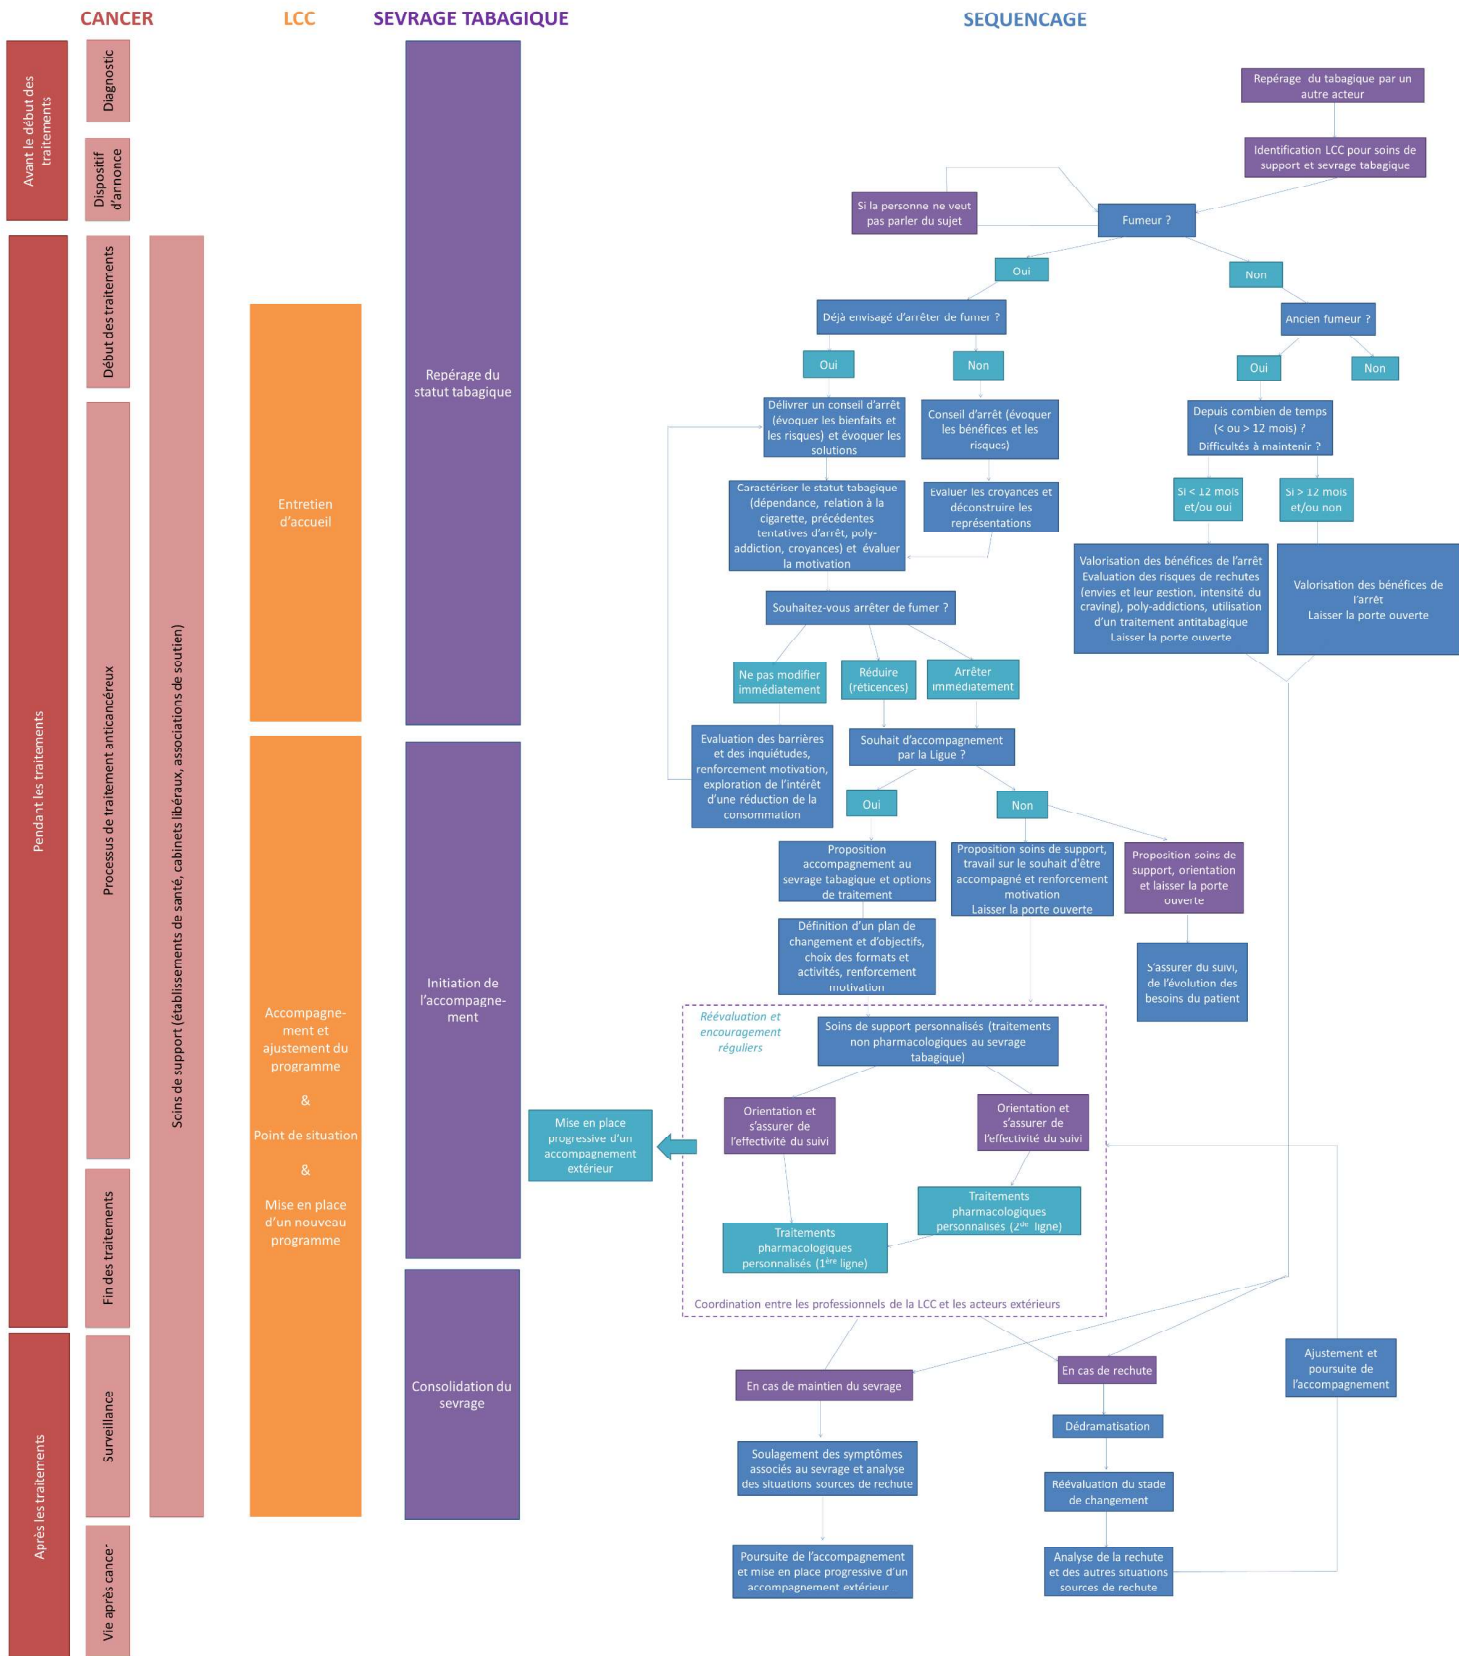 CANCER
LCC
SEVRAGE TABAGIQUE
SEQUENCAGE
Avant le début des
traitements
Diagnostic
Dispositif
d'annonce
Pendant les traitements
Début des traitements
Processus de traitement anticancéreux
Fin des traitements
Après les traitements
Surveillance
Vie après cancer
Soins de support (établissements de santé, cabinets libéraux, associations de soutien)
Entretien
d'accueil
Accompagne-
ment et
ajustement du
programme
&
Point de situation
&
Mise en place
d'un nouveau
programme
Repérage du
statut tabagique
Initiation de
l'accompagne-
ment
Consolidation du
sevrage
Repérage du tabagique par un
autre acteur
Identification LCC pour soins de
support et sevrage tabagique
Si la personne ne veut
pas parler du sujet
Fumeur ?
Oui
Non
Déjà envisagé d'arrêter de fumer ?
Ancien fumeur ?
Oui
Non
Oui
Non
Délivrer un conseil d'arrêt
(évoquer les bienfaits et
les risques) et évoquer les
solutions
Conseil d'arrêt (évoquer
les bénéfices et les
risques)
Depuis combien de temps
(< ou > 12 mois) ?
Difficultés à maintenir ?
Caractériser le statut tabagique
(dépendance, relation à la
cigarette, précédentes
tentatives d'arrêt, poly-
addiction, croyances) et évaluer
la motivation
Evaluer les croyances et
déconstruire les
représentations
Si < 12 mois
et/ou oui
Si > 12 mois
et/ou non
Valorisation des bénéfices de l'arrêt
Evaluation des risques de rechutes
(envies et leur gestion, intensité du
craving), poly-addictions, utilisation
d'un traitement antitabagique
Laisser la porte ouverte
Valorisation des bénéfices de
l'arrêt
Laisser la porte ouverte
Souhaitez-vous arrêter de fumer ?
Ne pas modifier
immédiatement
Réduire
(réticences)
Arrêter
immédiatement
Evaluation des barrières
et des inquiétudes,
renforcement motivation,
exploration de l'intérêt
d'une réduction de la
consommation
Souhait d'accompagnement
par la Ligue ?
Oui
Non
Proposition
accompagnement au
sevrage tabagique et options
de traitement
Proposition soins de support,
travail sur le souhait d'être
accompagné et renforcement
motivation
Laisser la porte ouverte
Proposition soins de
support, orientation
et laisser la porte
ouverte
Définition d'un plan de
changement et d'objectifs,
choix des formats et
activités, renforcement
motivation
S'assurer du suivi,
de l'évolution des
besoins du patient
Réévaluation et
encouragement
réguliers
Soins de support personnalisés (traitements
non pharmacologiques au sevrage
tabagique)
Mise en place
progressive d'un
accompagnement
extérieur
Orientation et
s'assurer de
l'effectivité du suivi
Orientation et
s'assurer de
l'effectivité du suivi
Traitements
pharmacologiques
personnalisés (2de ligne)
Traitements
pharmacologiques
personnalisés (1ère ligne)
Coordination entre les professionnels de la LCC et les acteurs extérieurs
En cas de maintien du sevrage
En cas de rechute
Ajustement et
poursuite de
l'accompagnement
Dédramatisation
Soulagement des symptômes
associés au sevrage et analyse
des situations sources de rechute
Réévaluation du stade
de changement
Poursuite de l'accompagnement
et mise en place progressive d'un
accompagnement extérieur
Analyse de la rechute
et des autres situations
sources de rechute